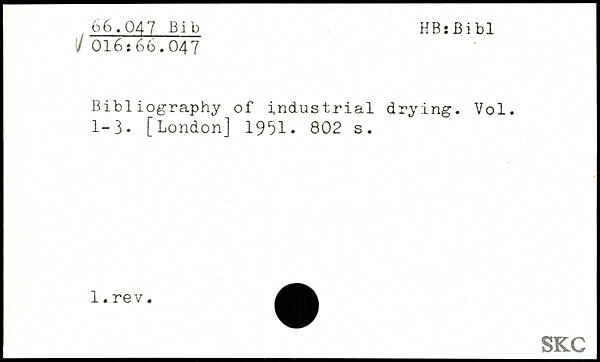 66.047 Bib HB:Bibl
016:66.047
Bibliography of industrial drying. Vol.
1-3. [London] 1951. 802 s.
1.rev.
SKC